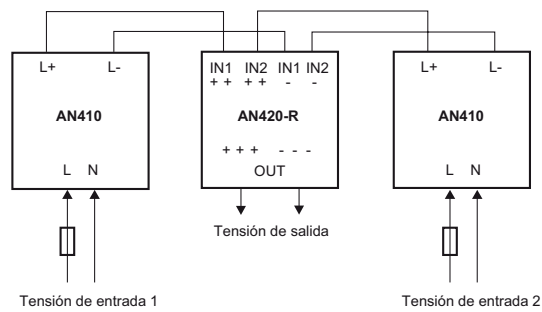 L+ L- IN1 IN2 IN1 IN2 L+ L-
+ + + + - -
AN410 AN420-R AN410
+ + + - - -
L N OUT L N
Tensión de salida
Tensión de entrada 1 Tensión de entrada 2